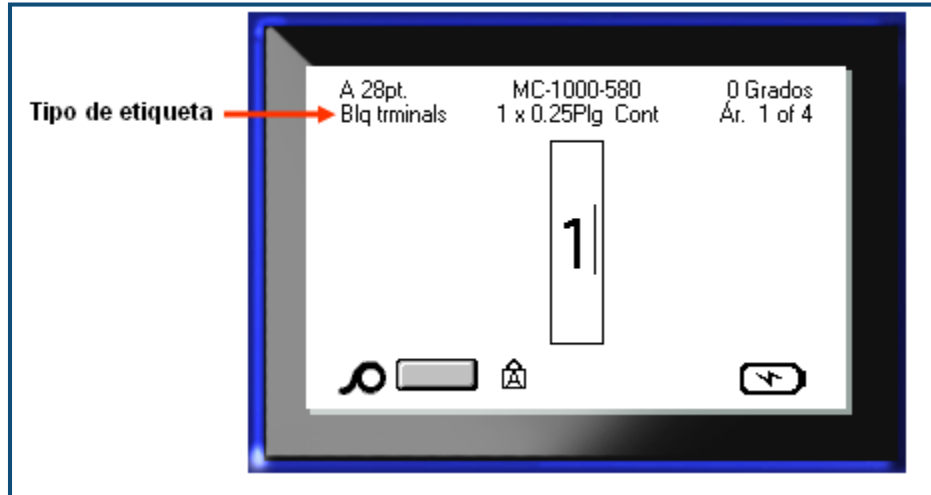 A 28pt. MC-1000-580 0 Grados
Tipo de etiqueta Blq trminals 1 x 0.25Plg Cont Ár. 1 of 4
1
A